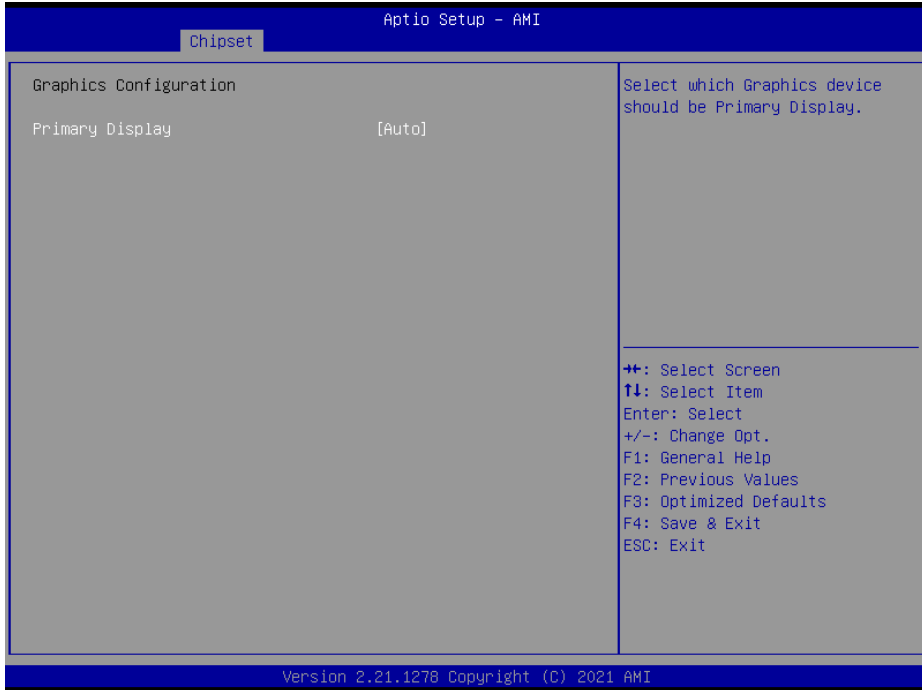 Aptio Setup – AMI
Chipset
Graphics Configuration
Primary Display [Auto]
Select which Graphics device
should be Primary Display.
→←: Select Screen
↑↓: Select Item
Enter: Select
+/-: Change Opt.
F1: General Help
F2: Previous Values
F3: Optimized Defaults
F4: Save & Exit
ESC: Exit
Version 2.21.1278 Copyright (C) 2021 AMI